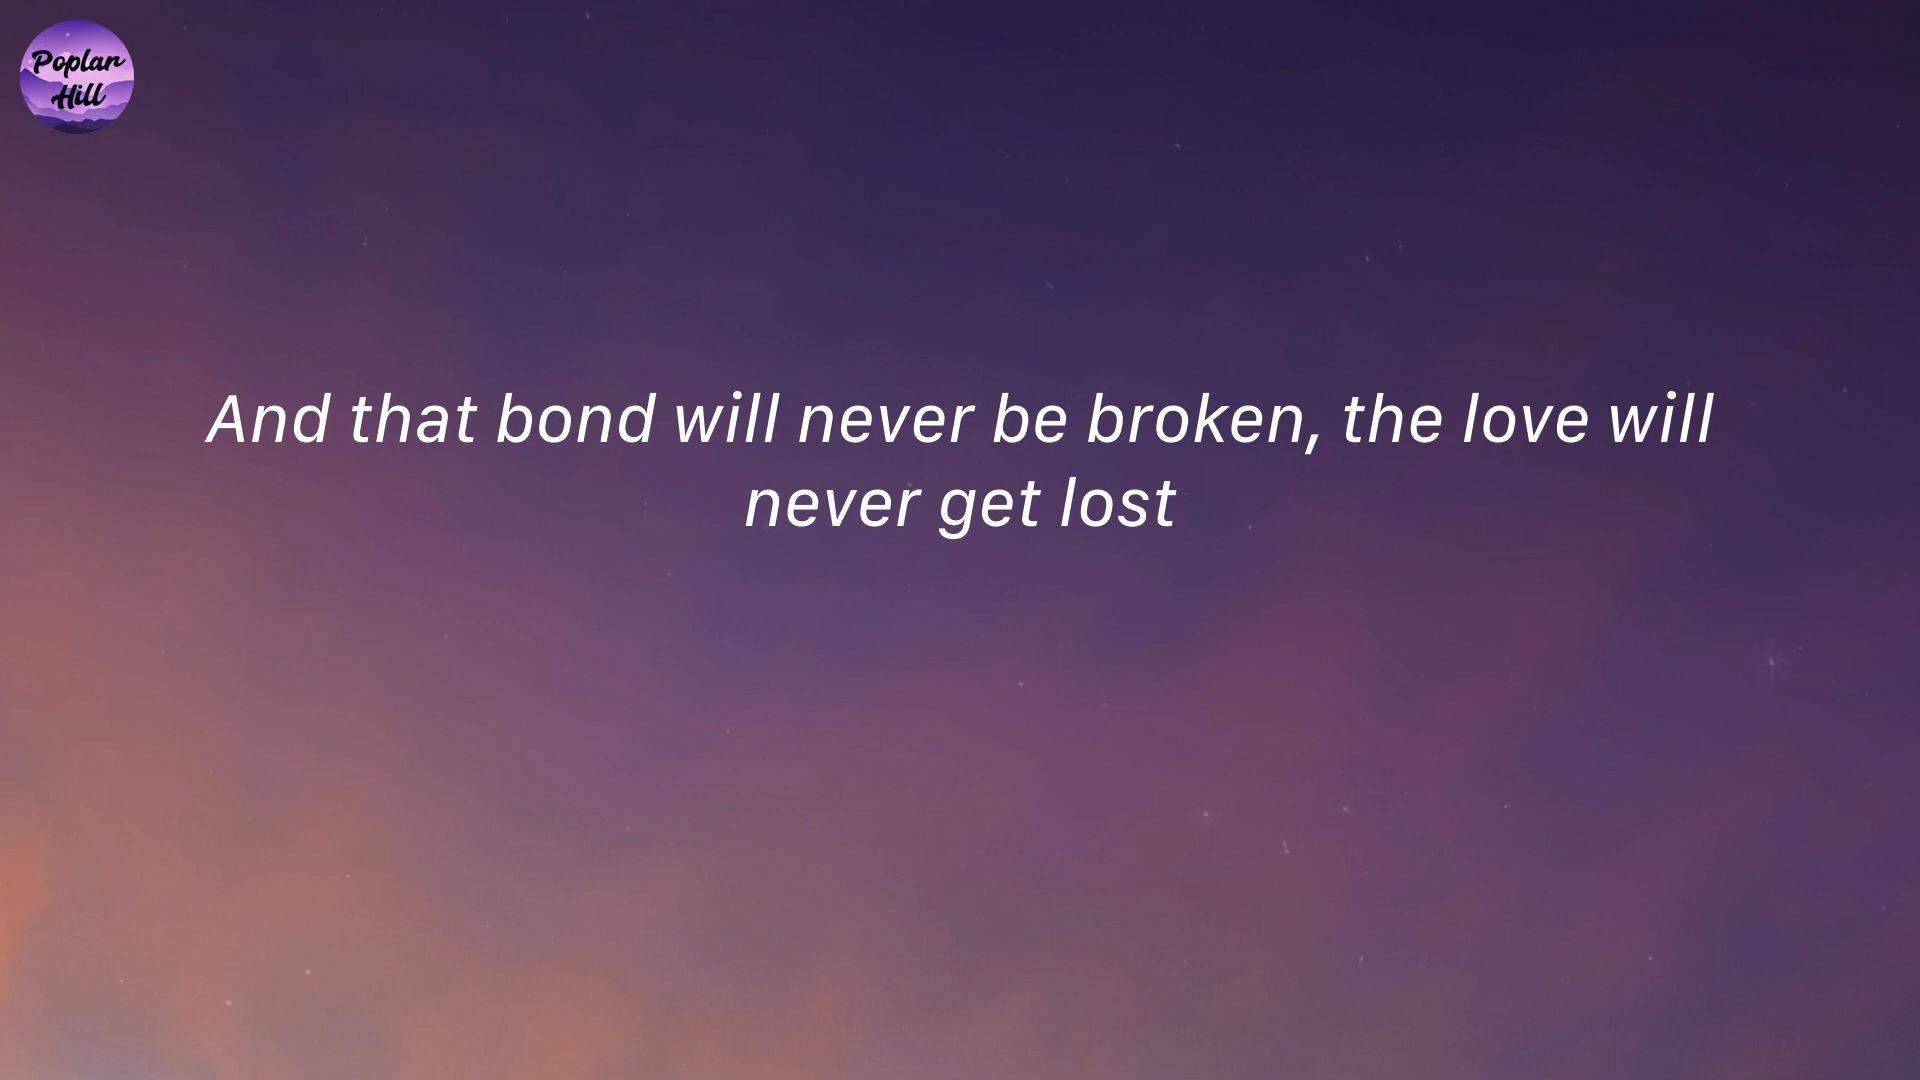 Poplar
Hill
And that bond will never be broken, the love will
never get lost